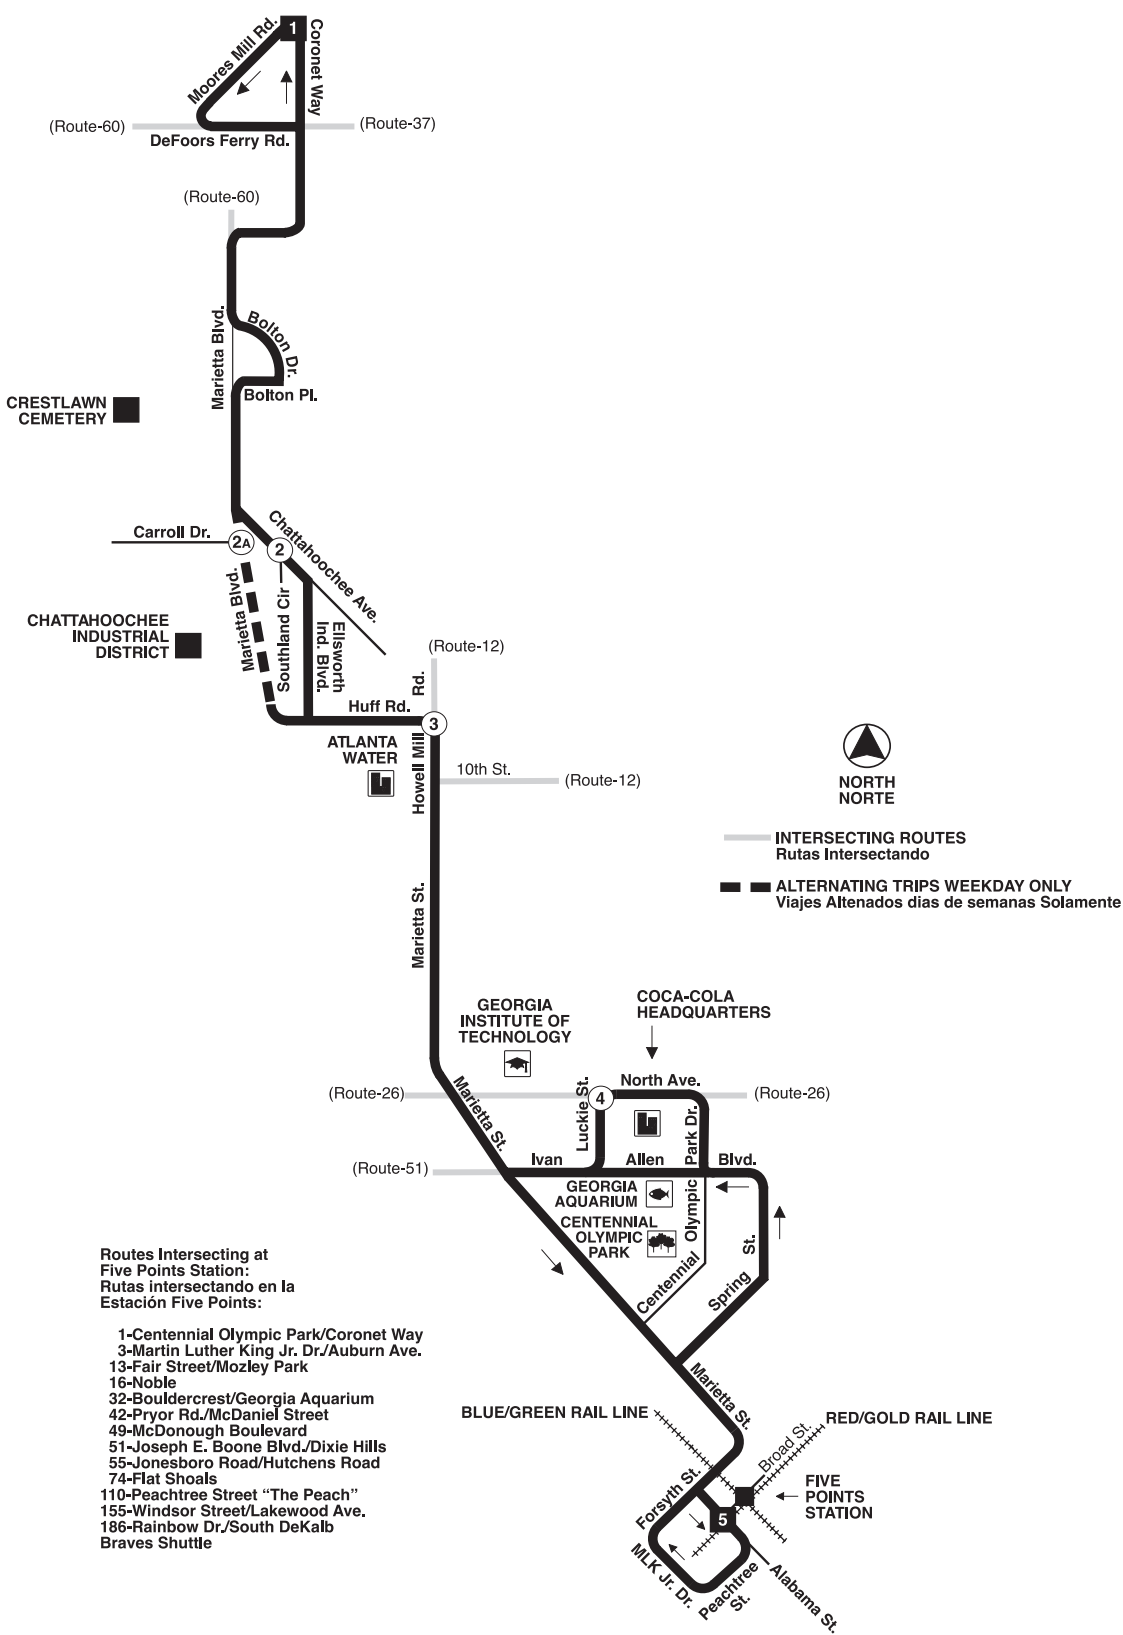 Moores Mill Rd.
1
Coronet Way
(Route-60)
(Route-37)
DeFoors Ferry Rd.
(Route-60)
Marietta Blvd.
Bolton Dr.
Bolton Pl.
CRESTLAWN
CEMETERY
Carroll Dr.
2A
2
Chattahoochee Ave.
Marietta Blvd.
Southland Cir
Ellsworth
Ind. Blvd.
CHATTAHOOCHEE
INDUSTRIAL
DISTRICT
(Route-12)
Huff Rd.
3
Howell Mill Rd.
ATLANTA
WATER
10th St.
(Route-12)
NORTH
NORTE
INTERSECTING ROUTES
Rutas Intersectando
ALTERNATING TRIPS WEEKDAY ONLY
Viajes Altenados dias de semanas Solamente
Marietta St.
GEORGIA
INSTITUTE OF
TECHNOLOGY
COCA-COLA
HEADQUARTERS
(Route-26)
Marietta St.
Luckie St.
4
North Ave.
(Route-26)
(Route-51)
Ivan Allen Blvd.
Centennial Olympic Park Dr.
GEORGIA
AQUARIUM
CENTENNIAL
OLYMPIC
PARK
Spring St.
Routes Intersecting at
Five Points Station:
Rutas intersectando en la
Estación Five Points:
1-Centennial Olympic Park/Coronet Way
3-Martin Luther King Jr. Dr./Auburn Ave.
13-Fair Street/Mozley Park
16-Noble
32-Bouldercrest/Georgia Aquarium
42-Pryor Rd./McDaniel Street
49-McDonough Boulevard
51-Joseph E. Boone Blvd./Dixie Hills
55-Jonesboro Road/Hutchens Road
74-Flat Shoals
110-Peachtree Street “The Peach”
155-Windsor Street/Lakewood Ave.
186-Rainbow Dr./South DeKalb
Braves Shuttle
Marietta St.
BLUE/GREEN RAIL LINE
RED/GOLD RAIL LINE
Broad St.
Forsyth St.
FIVE
POINTS
STATION
5
MLK Jr. Dr.
Peachtree
St.
Alabama St.